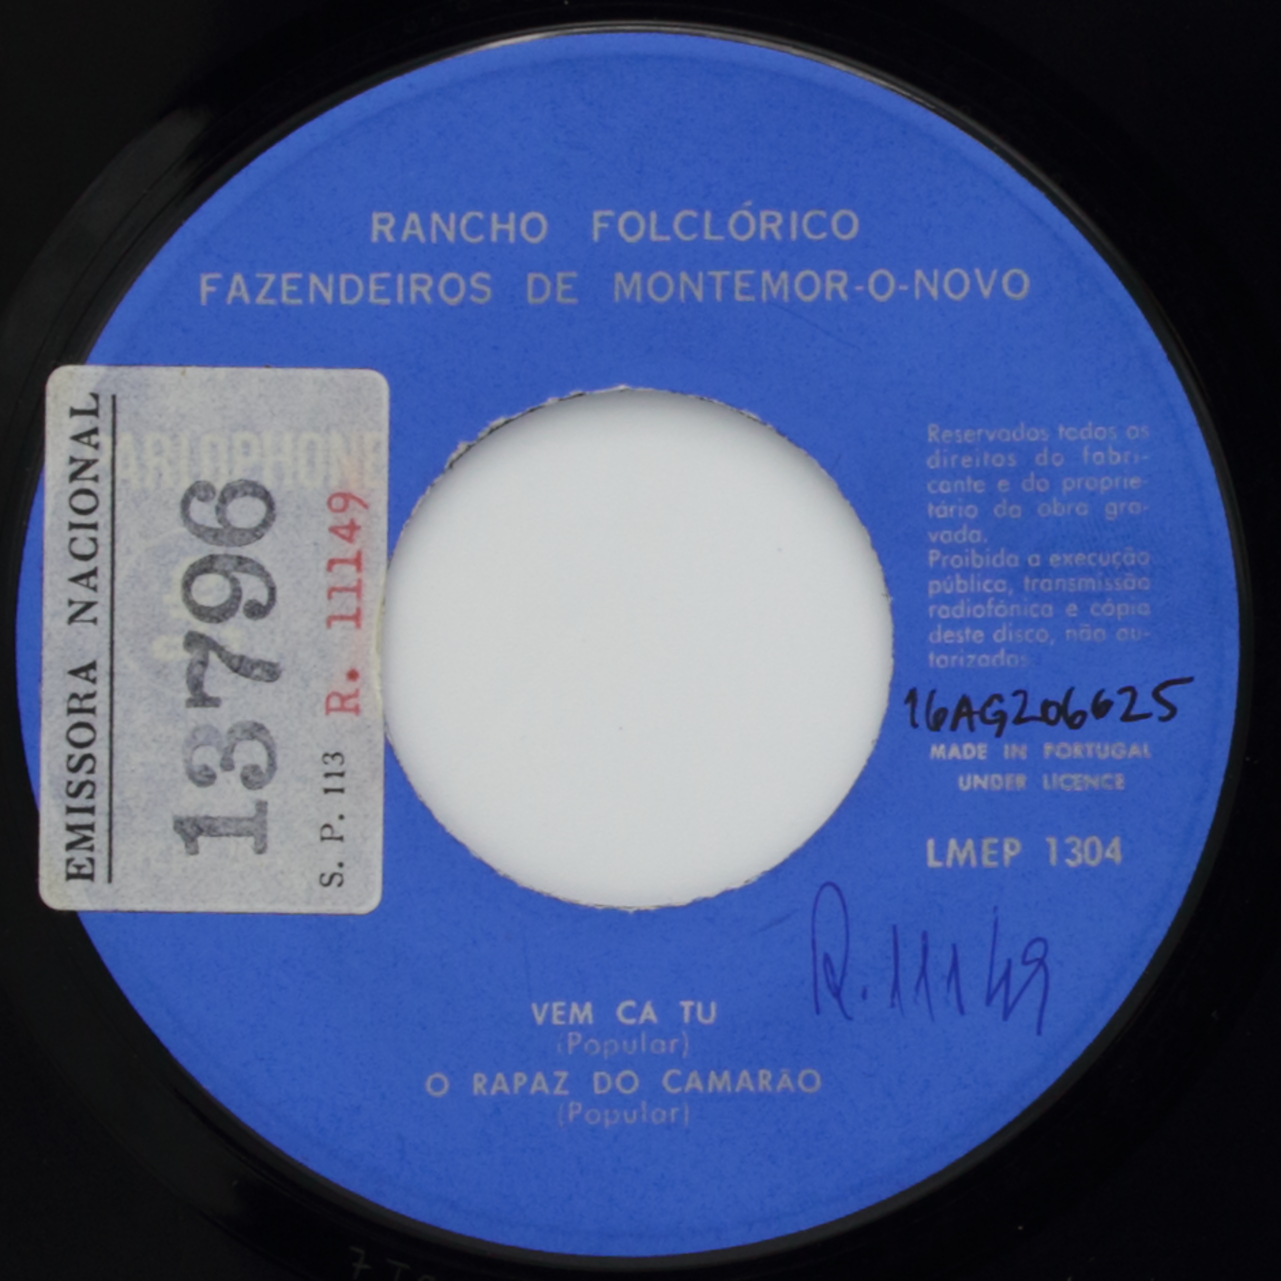 RANCHO FOLCLÓRICO
FAZENDEIROS DE MONTEMOR-O-NOVO
PARLOPHONE
EMISSORA NACIONAL
13796
R. 11149
S. P. 113
Reservados todos os
direitos do fabri-
cante e do proprie-
tário da obra gra-
vada.
Proibida a execução
pública, transmissão
radiofónica e cópia
deste disco, não au-
torizadas.
16AG206625
MADE IN PORTUGAL
UNDER LICENCE
LMEP 1304
R. 11149
VEM CA TU
(Popular)
O RAPAZ DO CAMARÃO
(Popular)